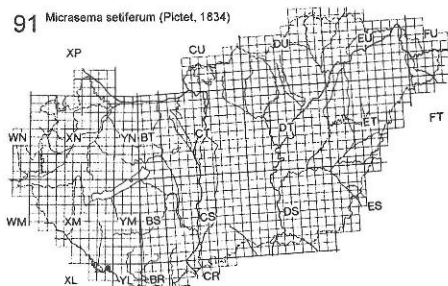 91 Micrasema setiferum (Pictet, 1834)
XP CU DU EU FU
WN XN YN BT CT DT ET FT
WM XM YM BS CS DS ES
XL YL BR CR